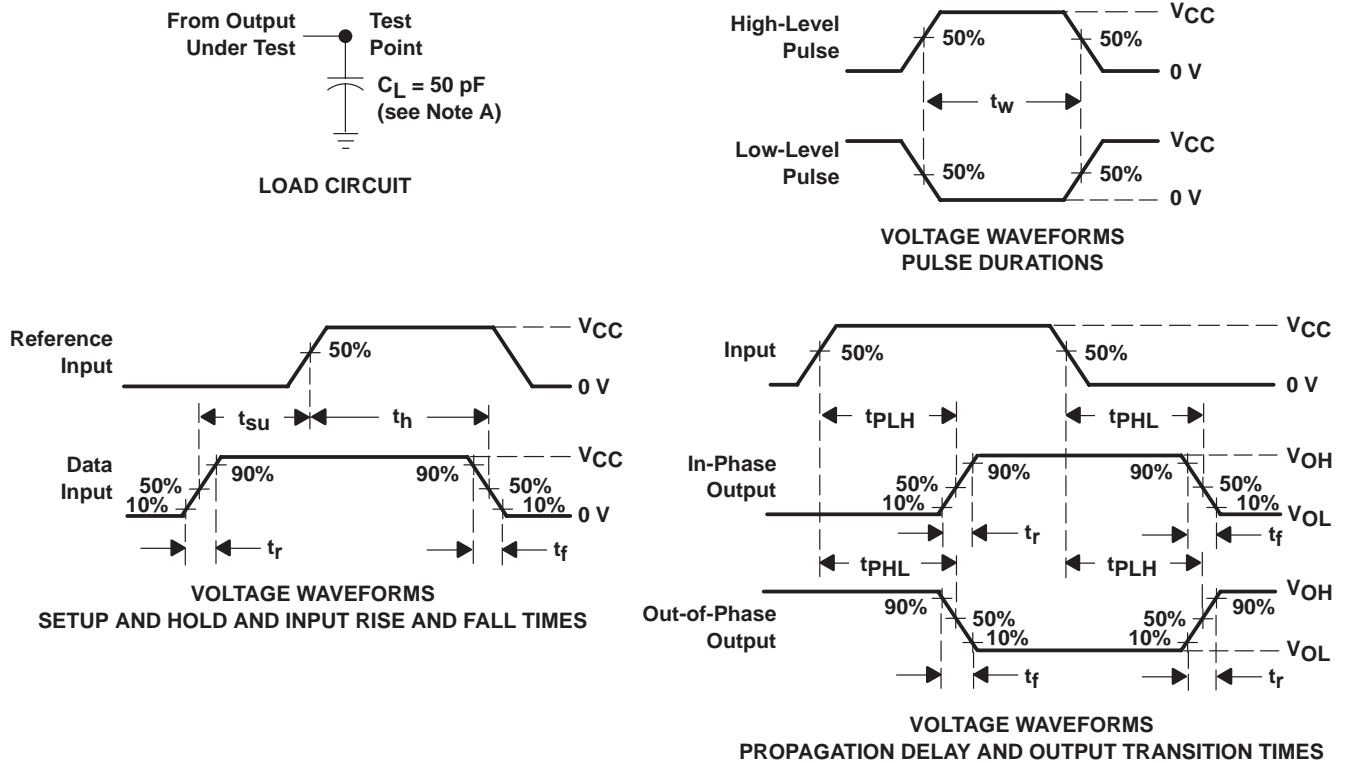 From Output
Under Test
Test
Point
CL = 50 pF
(see Note A)
LOAD CIRCUIT
High-Level
Pulse
50%
50%
VCC
0 V
tw
Low-Level
Pulse
50%
50%
VCC
0 V
VOLTAGE WAVEFORMS
PULSE DURATIONS
Reference
Input
50%
VCC
0 V
tsu
th
Data
Input
50%
10%
90%
90%
50%
10%
VCC
0 V
tr
tf
VOLTAGE WAVEFORMS
SETUP AND HOLD AND INPUT RISE AND FALL TIMES
Input
50%
50%
VCC
0 V
tPLH
tPHL
In-Phase
Output
50%
10%
90%
90%
50%
10%
VOH
VOL
tr
tf
tPHL
tPLH
Out-of-Phase
Output
90%
50%
10%
50%
10%
90%
VOH
VOL
tf
tr
VOLTAGE WAVEFORMS
PROPAGATION DELAY AND OUTPUT TRANSITION TIMES